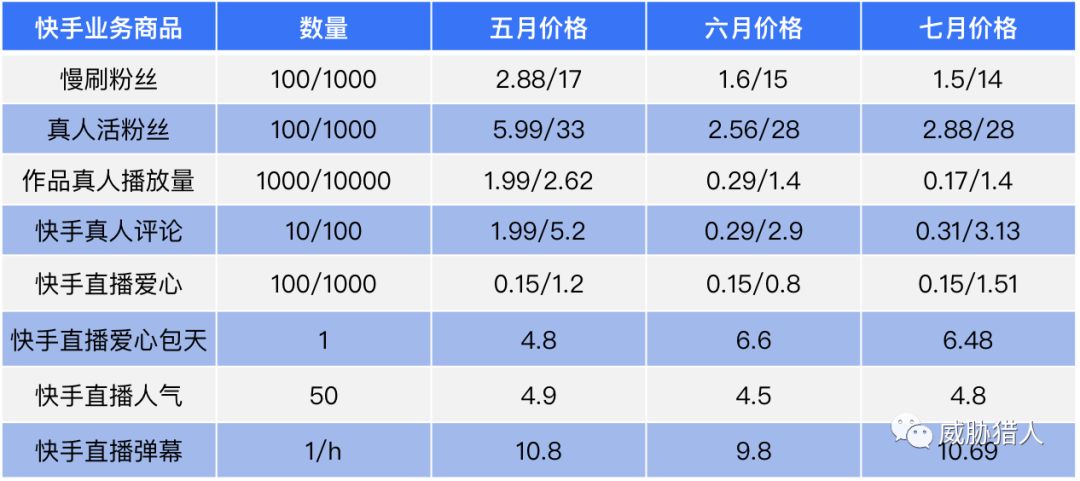 快手业务商品 数量 五月价格 六月价格 七月价格
慢刷粉丝 100/1000 2.88/17 1.6/15 1.5/14
真人活粉丝 100/1000 5.99/33 2.56/28 2.88/28
作品真人播放量 1000/10000 1.99/2.62 0.29/1.4 0.17/1.4
快手真人评论 10/100 1.99/5.2 0.29/2.9 0.31/3.13
快手直播爱心 100/1000 0.15/1.2 0.15/0.8 0.15/1.51
快手直播爱心包天 1 4.8 6.6 6.48
快手直播人气 50 4.9 4.5 4.8
快手直播弹幕 1/h 10.8 9.8 10.69
威胁猎人